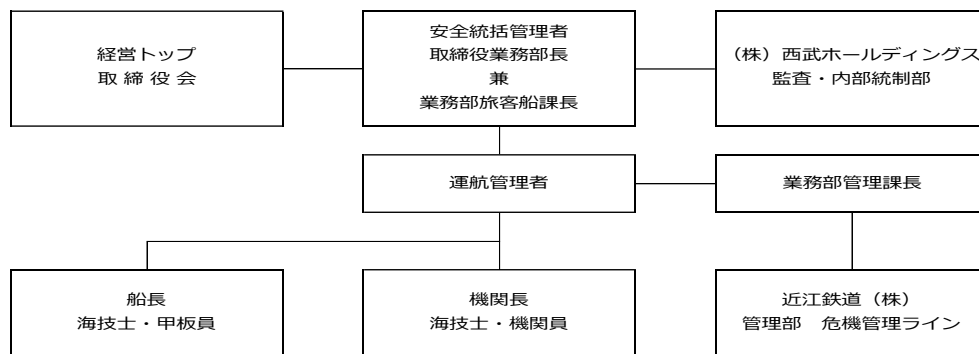 経営トップ
取 締 役 会
安全統括管理者
取締役業務部長
兼
業務部旅客船課長
（株）西武ホールディングス
監査・内部統制部
運航管理者
業務部管理課長
船長
海技士・甲板員
機関長
海技士・機関員
近江鉄道（株）
管理部　危機管理ライン